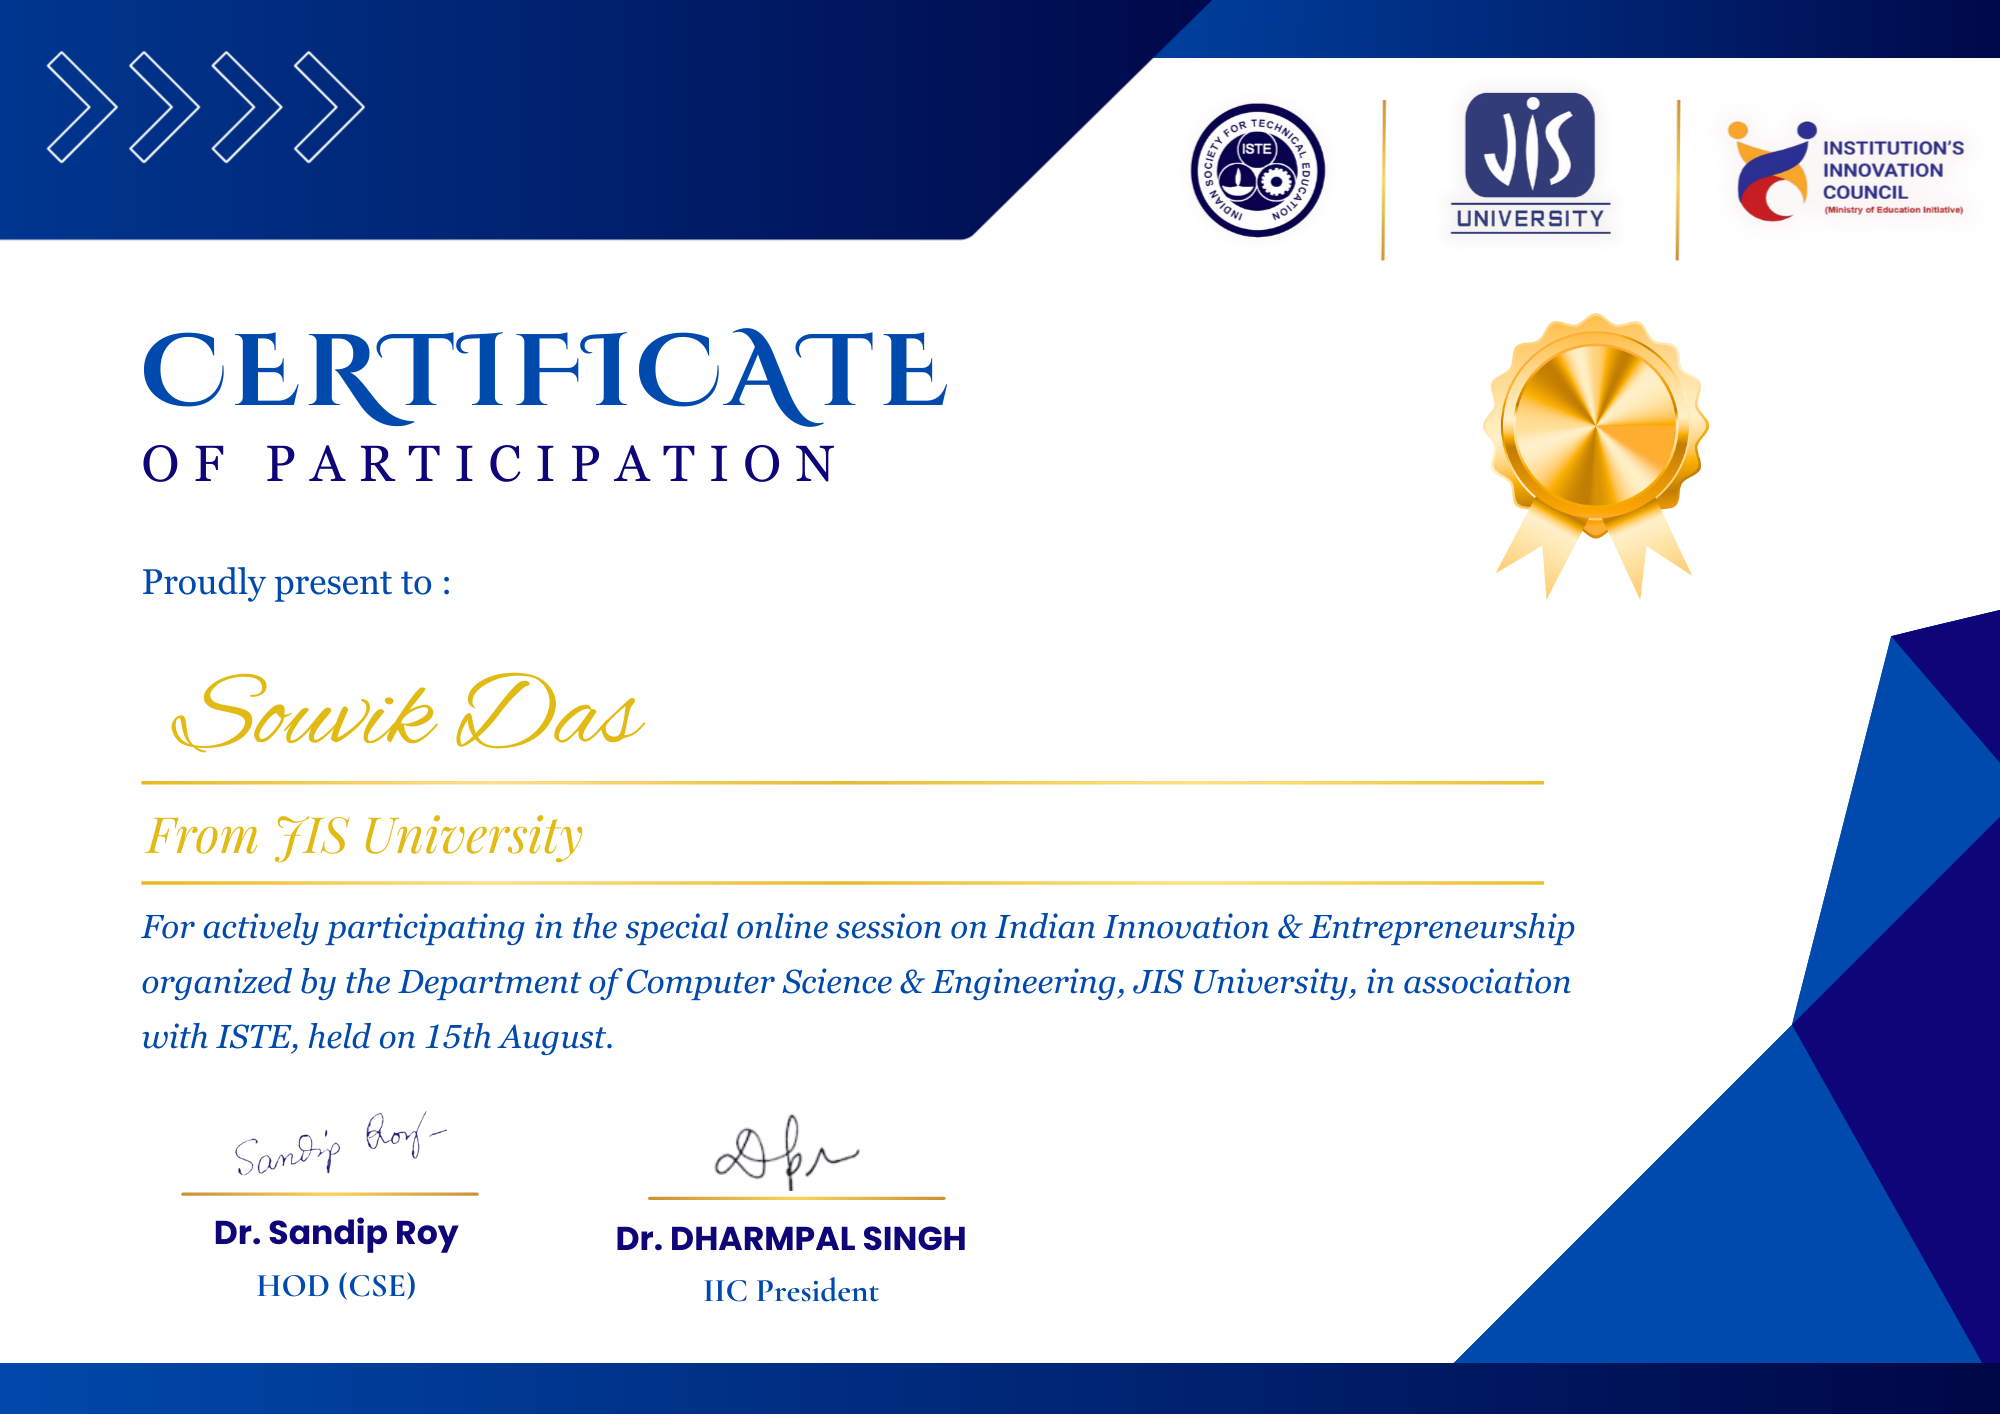 INDIAN SOCIETY FOR TECHNICAL EDUCATION
ISTE
JIS
UNIVERSITY
INSTITUTION'S
INNOVATION
COUNCIL
(Ministry of Education Initiative)
CERTIFICATE
OF PARTICIPATION
Proudly present to :
Souvik Das
From JIS University
For actively participating in the special online session on Indian Innovation & Entrepreneurship
organized by the Department of Computer Science & Engineering, JIS University, in association
with ISTE, held on 15th August.
Sandip Roy
Dr. Sandip Roy
HOD (CSE)
Dr. DHARMPAL SINGH
IIC President